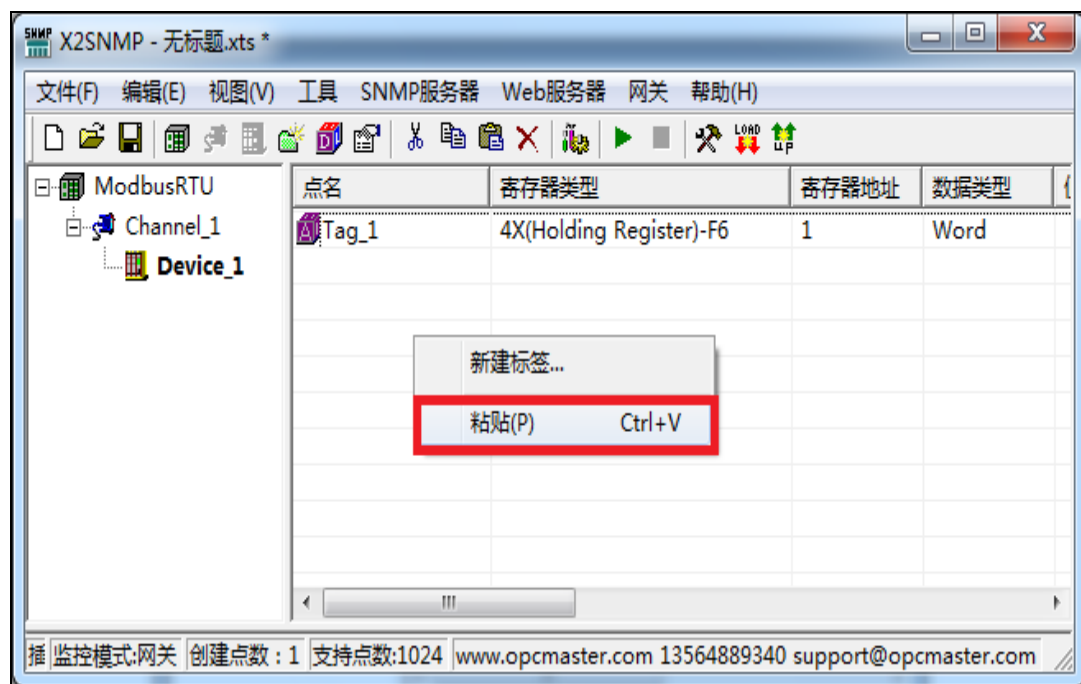 SNMP X2SNMP - 无标题.xts *
文件(F) 编辑(E) 视图(V) 工具 SNMP服务器 Web服务器 网关 帮助(H)
LOAD UP
ModbusRTU
Channel_1
Device_1
点名 寄存器类型 寄存器地址 数据类型
Tag_1 4X(Holding Register)-F6 1 Word
新建标签...
粘贴(P) Ctrl+V
插 监控模式:网关 创建点数：1 支持点数:1024 www.opcmaster.com 13564889340 support@opcmaster.com